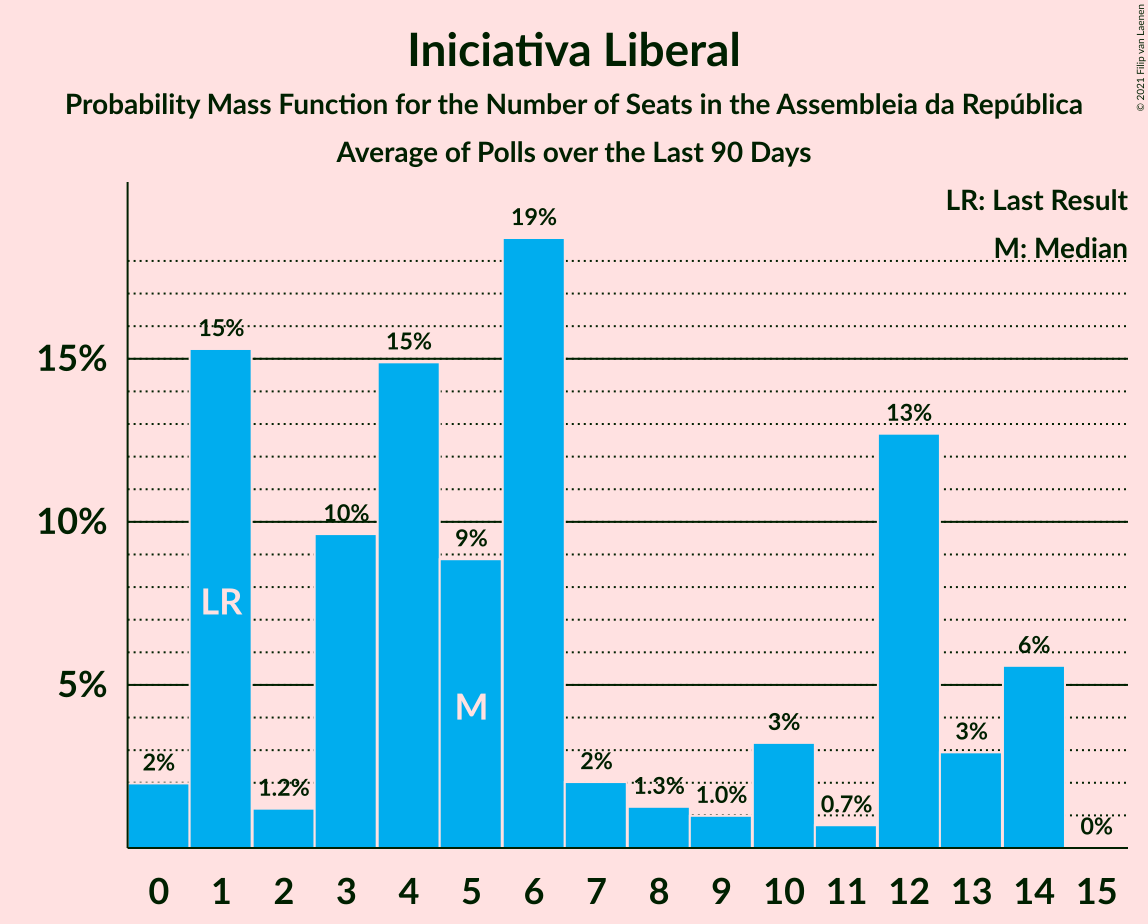 Iniciativa Liberal
Probability Mass Function for the Number of Seats in the Assembleia da República
Average of Polls over the Last 90 Days
© 2021 Filip van Laenen
LR: Last Result
M: Median
19%
15%
15%
13%
10%
9%
6%
3%
3%
2%
2%
1.2%
1.3%
1.0%
0.7%
0%
LR
M
15%
10%
5%
0 1 2 3 4 5 6 7 8 9 10 11 12 13 14 15